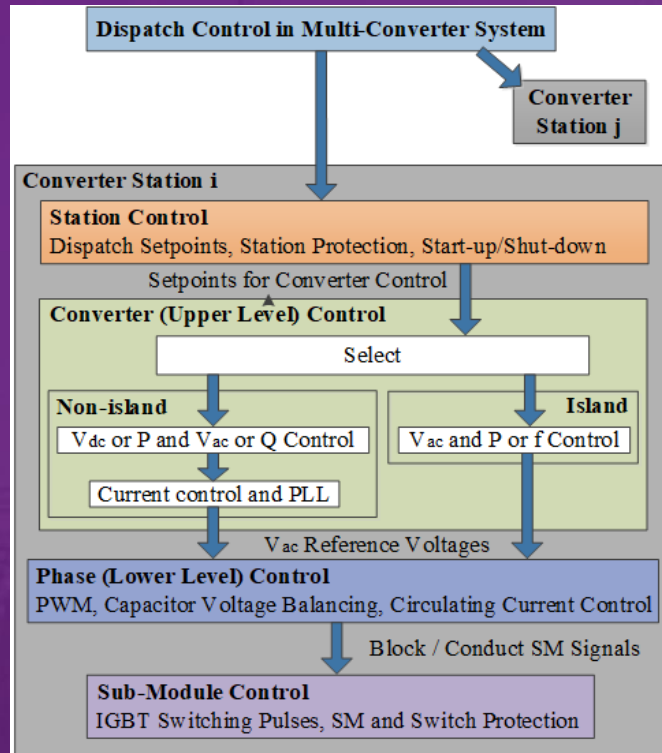 Dispatch Control in Multi-Converter System
Converter
Station j
Converter Station i
Station Control
Dispatch Setpoints, Station Protection, Start-up/Shut-down
Setpoints for Converter Control
Converter (Upper Level) Control
Select
Non-island
Vdc or P and Vac or Q Control
Current control and PLL
Island
Vac and P or f Control
Vac Reference Voltages
Phase (Lower Level) Control
PWM, Capacitor Voltage Balancing, Circulating Current Control
Block / Conduct SM Signals
Sub-Module Control
IGBT Switching Pulses, SM and Switch Protection